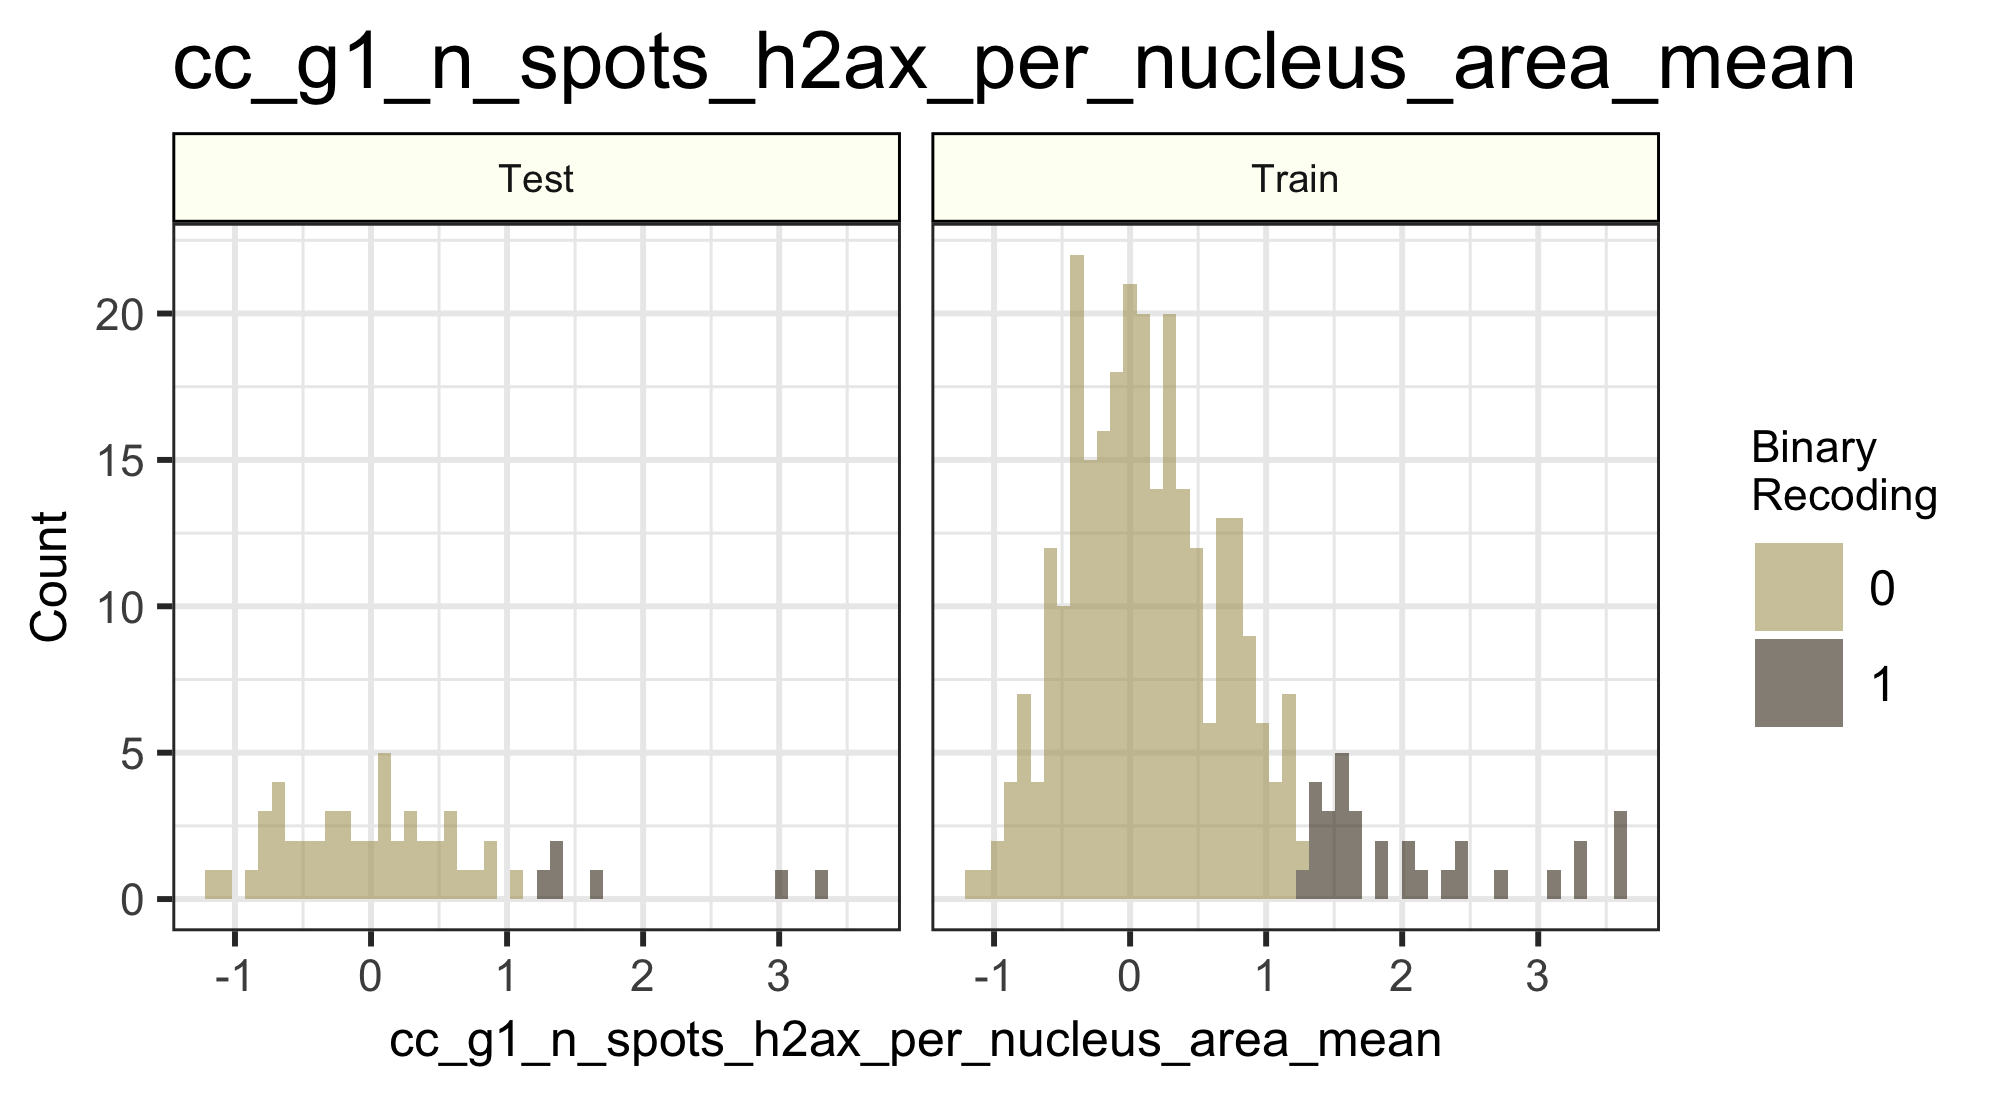 cc_g1_n_spots_h2ax_per_nucleus_area_mean
Test
Train
Count
20
15
10
5
0
-1 0 1 2 3
-1 0 1 2 3
cc_g1_n_spots_h2ax_per_nucleus_area_mean
Binary
Recoding
0
1